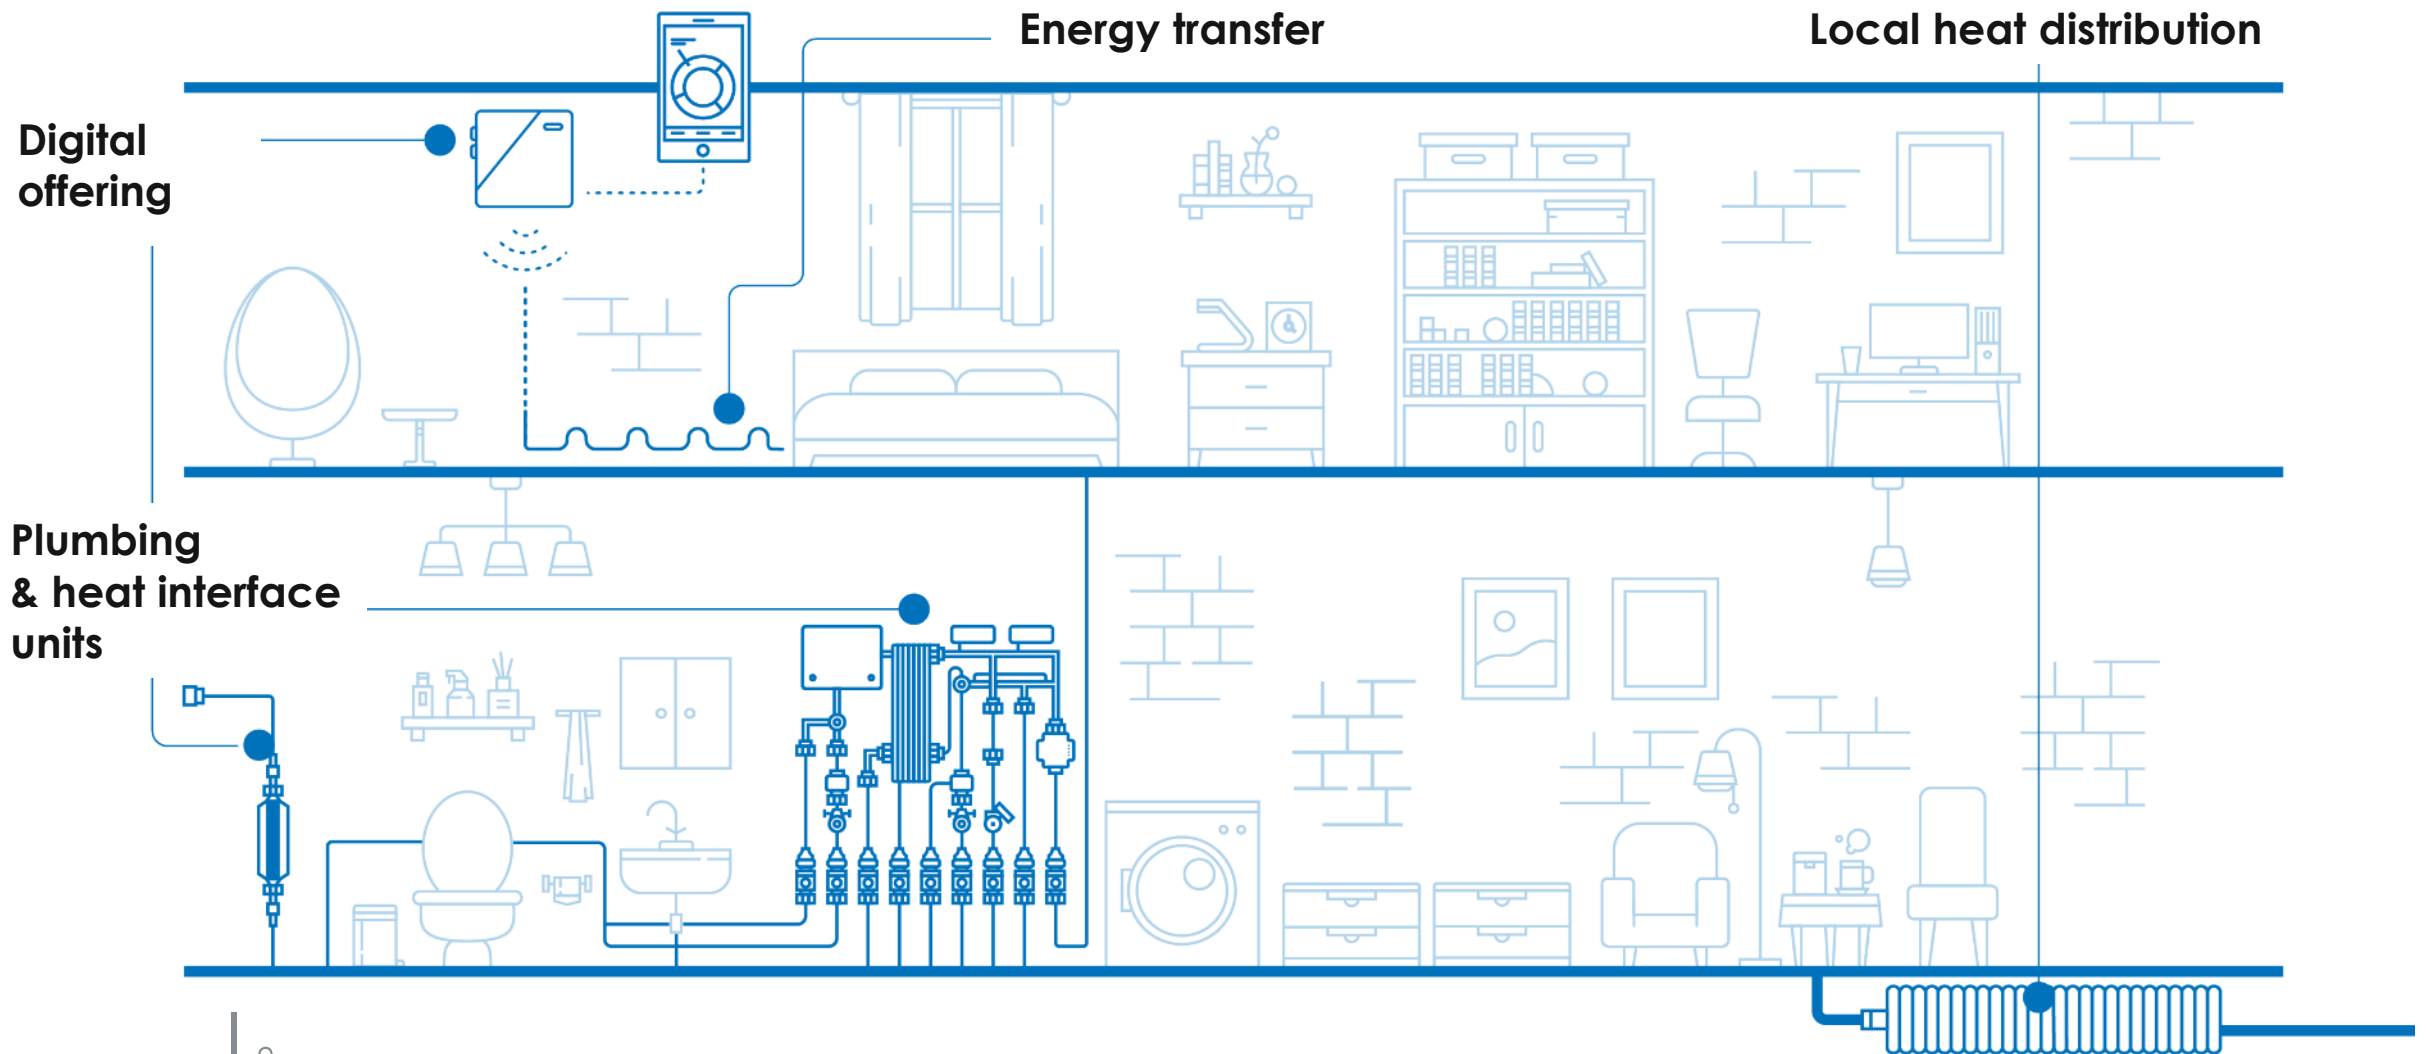 Energy transfer
Local heat distribution
Digital
offering
Plumbing
& heat interface
units